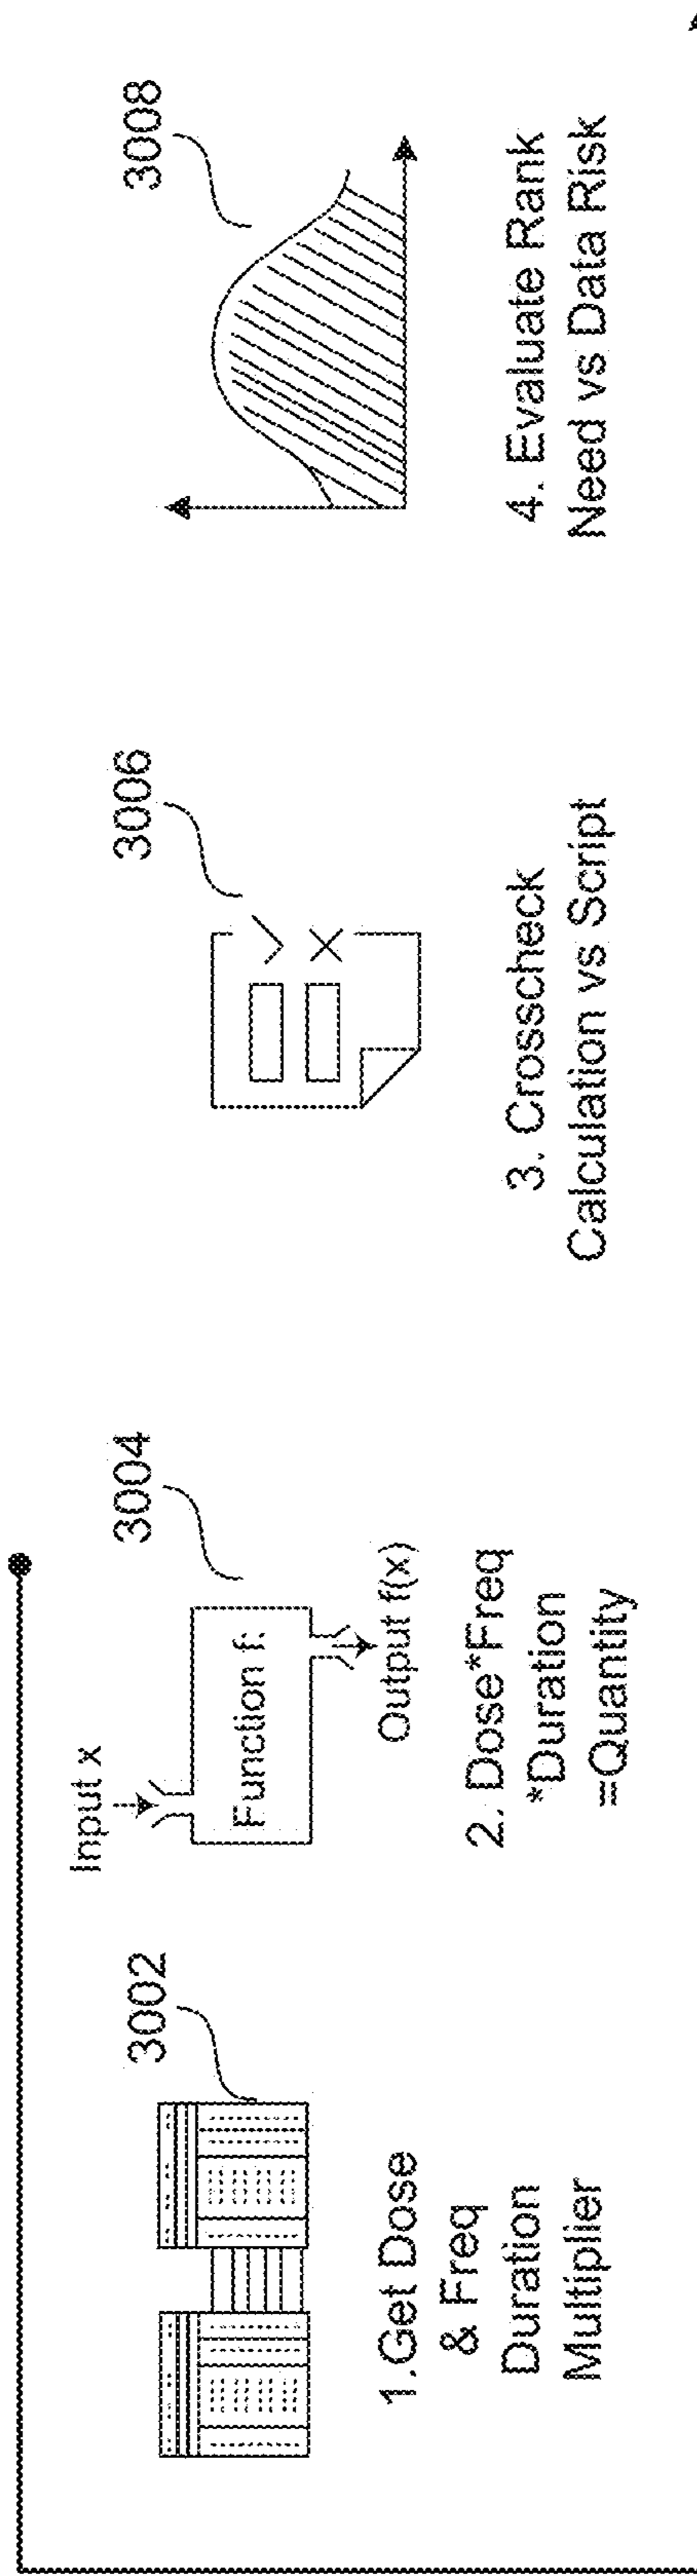 3002
1.Get Dose
& Freq
Duration
Multiplier
Input x
3004
Function f:
Output f(x)
2. Dose*Freq
*Duration
=Quantity
3006
3. Crosscheck
Calculation vs Script
3008
4. Evaluate Rank
Need vs Data Risk